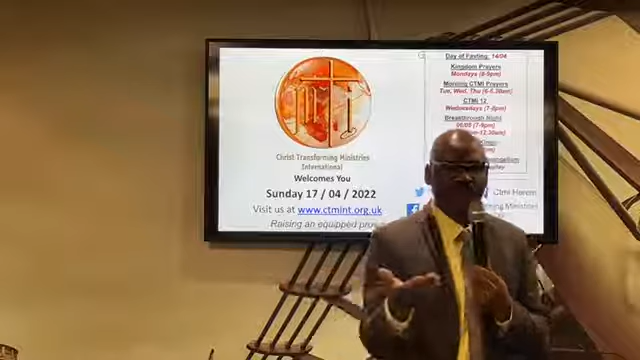 Christ Transforming Ministries
International
Welcomes You
Sunday 17 / 04 / 2022
Visit us at www.ctmint.org.uk
Raising an equipped
Day of Fasting: 14/04
Kingdom Prayers
Mondays (8-9pm)
Morning CTMI Prayers
Tue, Wed, Thu (6-6.30am)
CTMI 12
Wednesdays (7-8pm)
Breakthrough Night
Ctmi Harem
Ministries